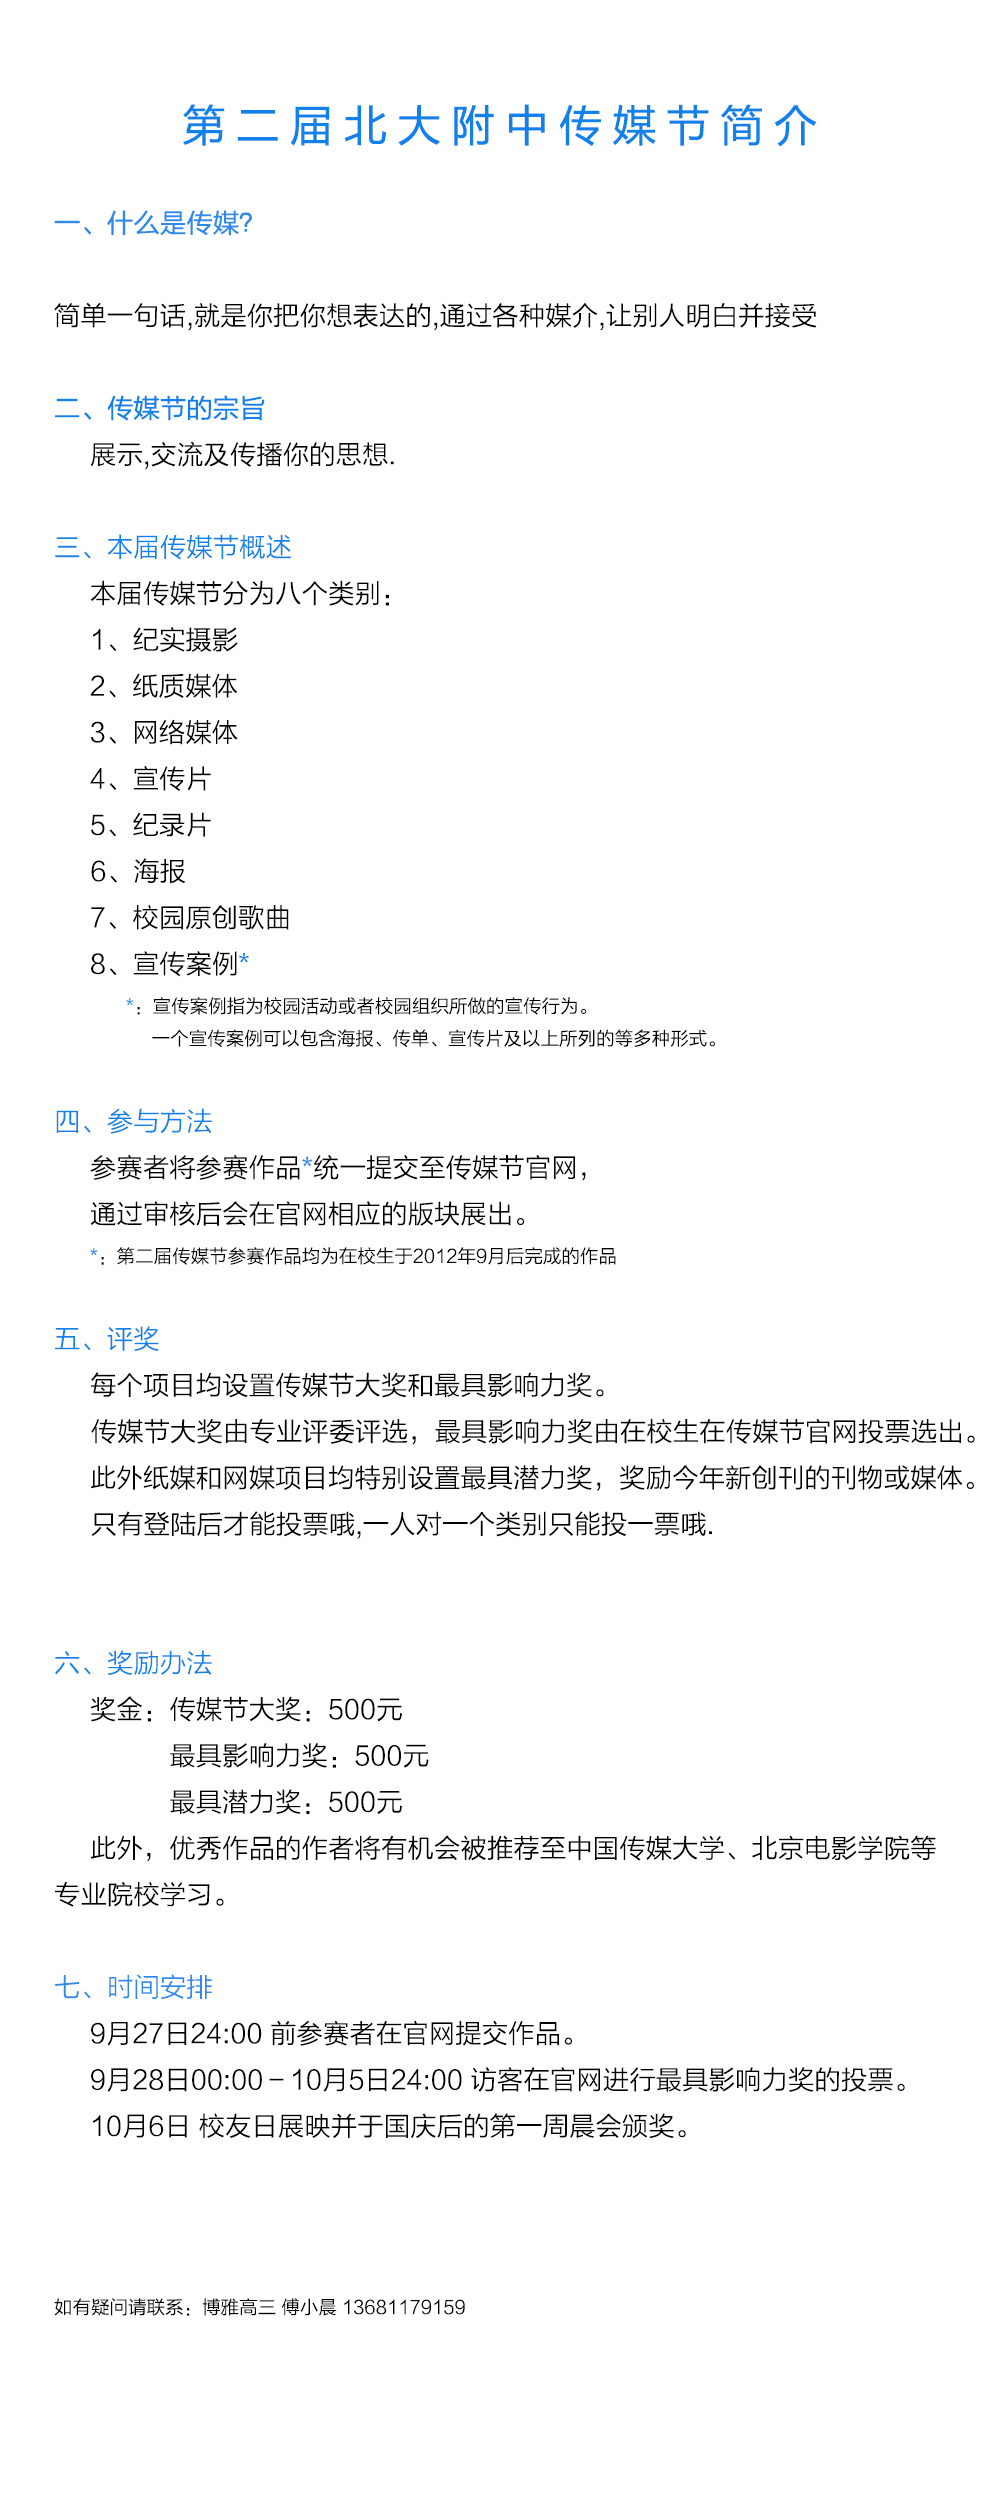 第二届北大附中传媒节简介
一、什么是传媒?
简单一句话,就是你把你想表达的,通过各种媒介,让别人明白并接受
二、传媒节的宗旨
展示,交流及传播你的思想.
三、本届传媒节概述
本届传媒节分为八个类别：
1、纪实摄影
2、纸质媒体
3、网络媒体
4、宣传片
5、纪录片
6、海报
7、校园原创歌曲
8、宣传案例*
*：宣传案例指为校园活动或者校园组织所做的宣传行为。
一个宣传案例可以包含海报、传单、宣传片及以上所列的等多种形式。
四、参与方法
参赛者将参赛作品*统一提交至传媒节官网，
通过审核后会在官网相应的版块展出。
*：第二届传媒节参赛作品均为在校生于2012年9月后完成的作品
五、评奖
每个项目均设置传媒节大奖和最具影响力奖。
传媒节大奖由专业评委评选，最具影响力奖由在校生在传媒节官网投票选出。
此外纸媒和网媒项目均特别设置最具潜力奖，奖励今年新创刊的刊物或媒体。
只有登陆后才能投票哦,一人对一个类别只能投一票哦.
六、奖励办法
奖金：传媒节大奖：500元
最具影响力奖：500元
最具潜力奖：500元
此外，优秀作品的作者将有机会被推荐至中国传媒大学、北京电影学院等
专业院校学习。
七、时间安排
9月27日24:00 前参赛者在官网提交作品。
9月28日00:00－10月5日24:00 访客在官网进行最具影响力奖的投票。
10月6日 校友日展映并于国庆后的第一周晨会颁奖。
如有疑问请联系：博雅高三 傅小晨 13681179159